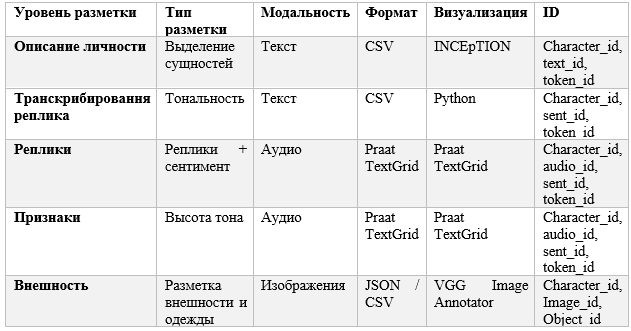 Уровень разметки Тип разметки Модальность Формат Визуализация ID
Описание личности Выделение сущностей Текст CSV INCEpTION Character_id, text_id, token_id
Транскрибировання реплика Тональность Текст CSV Python Character_id, sent_id, token_id
Реплики Реплики + сентимент Аудио Praat TextGrid Praat TextGrid Character_id, audio_id, sent_id, token_id
Признаки Высота тона Аудио Praat TextGrid Praat TextGrid Character_id, audio_id, sent_id, token_id
Внешность Разметка внешности и одежды Изображения JSON / CSV VGG Image Annotator Character_id, Image_id, Object_id